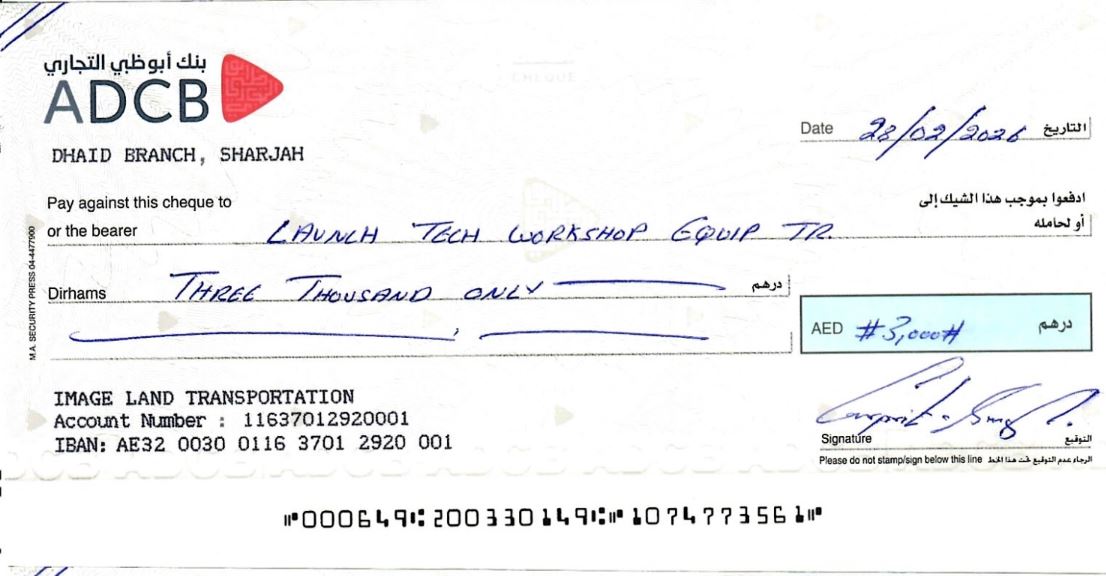 CHEQUE
بنك أبوظبي التجاري
ADCB
DHAID BRANCH, SHARJAH
Date 28/02/2026 التاريخ
Pay against this cheque to ادفعوا بموجب هذا الشيك إلى
or the bearer LAUNCH TECH WORKSHOP EQUIP TR. أو لحامله
Dirhams THREE THOUSAND ONLY درهم
AED #3,000# درهم
M.A. SECURITY PRESS 04-4477060
IMAGE LAND TRANSPORTATION
Account Number : 11637012920001
IBAN: AE32 0030 0116 3701 2920 001
Signature التوقيع
Please do not stamp/sign below this line الرجاء عدم التوقيع تحت هذا الخط
⑈000649⑆200330149⑆⑈1074773561⑈